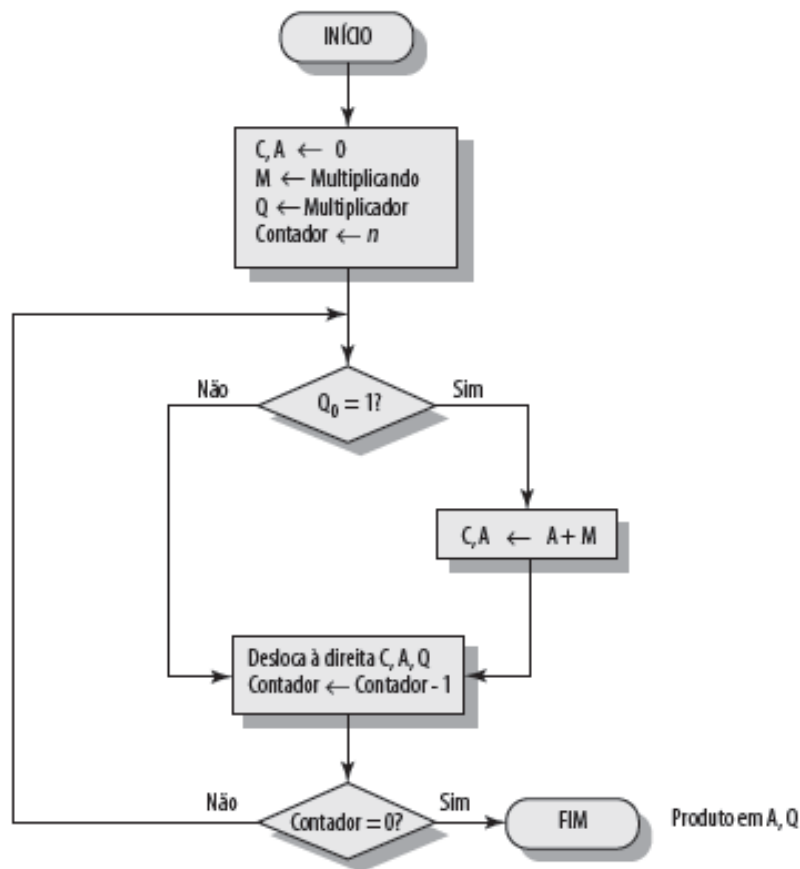 INÍCIO
C, A ← 0
M ← Multiplicando
Q ← Multiplicador
Contador ← n
Não
Q₀ = 1?
Sim
C, A ← A + M
Desloca à direita C, A, Q
Contador ← Contador - 1
Não
Contador = 0?
Sim
FIM
Produto em A, Q